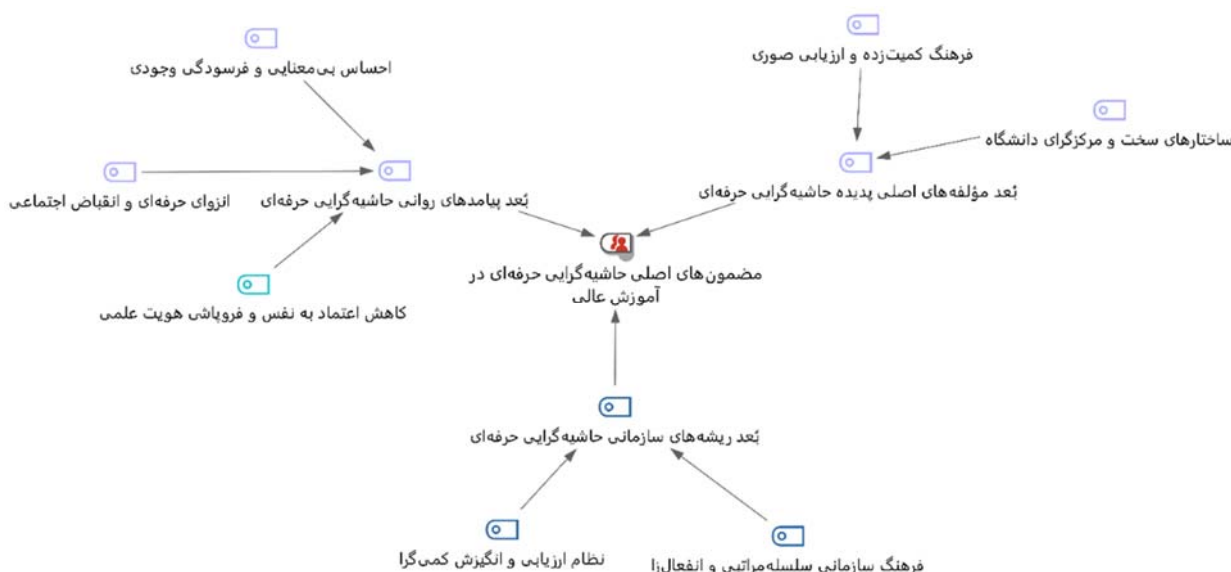 فرهنگ کمیت‌زده و ارزیابی صوری
احساس بی‌معنایی و فرسودگی وجودی
ساختارهای سخت و مرکزگرای دانشگاه
بُعد مؤلفه‌های اصلی پدیده حاشیه‌گرایی حرفه‌ای
بُعد پیامدهای روانی حاشیه‌گرایی حرفه‌ای
انزوای حرفه‌ای و انقباض اجتماعی
مضمون‌های اصلی حاشیه‌گرایی حرفه‌ای در
آموزش عالی
کاهش اعتماد به نفس و فروپاشی هویت علمی
بُعد ریشه‌های سازمانی حاشیه‌گرایی حرفه‌ای
فرهنگ سازمانی سلسله‌مراتبی و انفعال‌زا
نظام ارزیابی و انگیزش کمی‌گرا